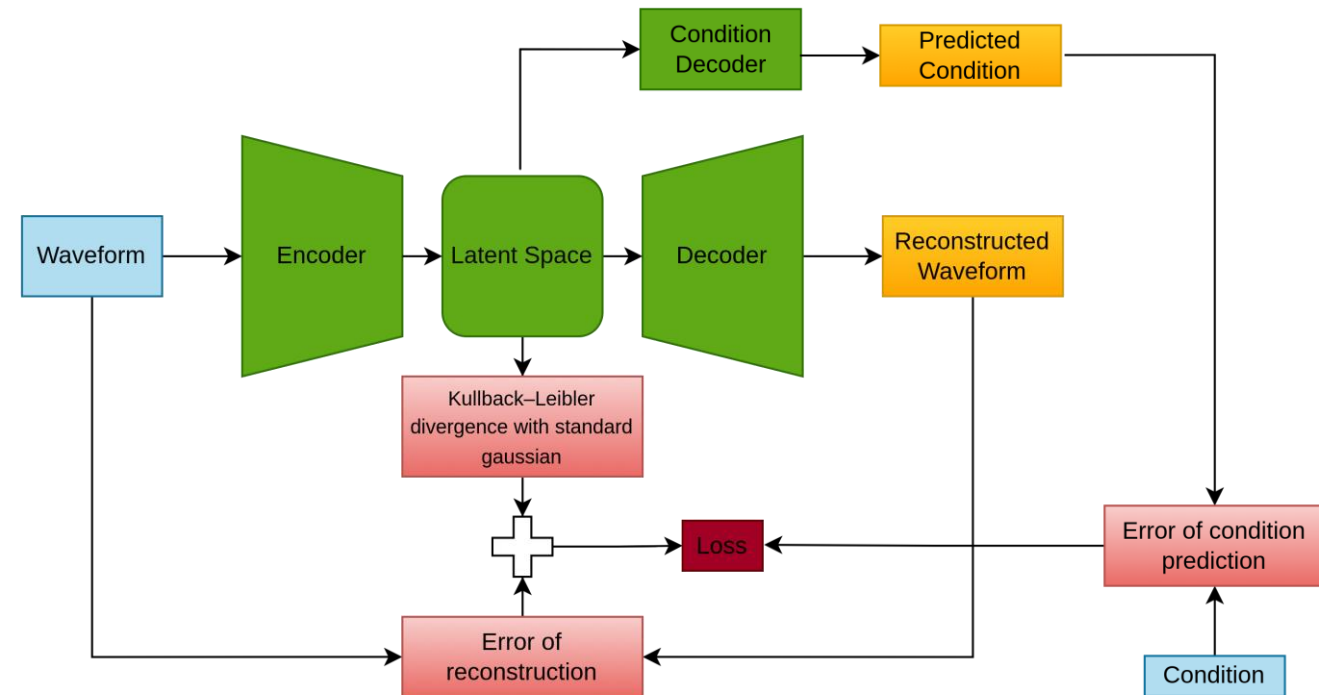 Condition
Decoder
Predicted
Condition
Waveform
Encoder
Latent Space
Decoder
Reconstructed
Waveform
Kullback–Leibler
divergence with standard
gaussian
Loss
Error of condition
prediction
Error of
reconstruction
Condition